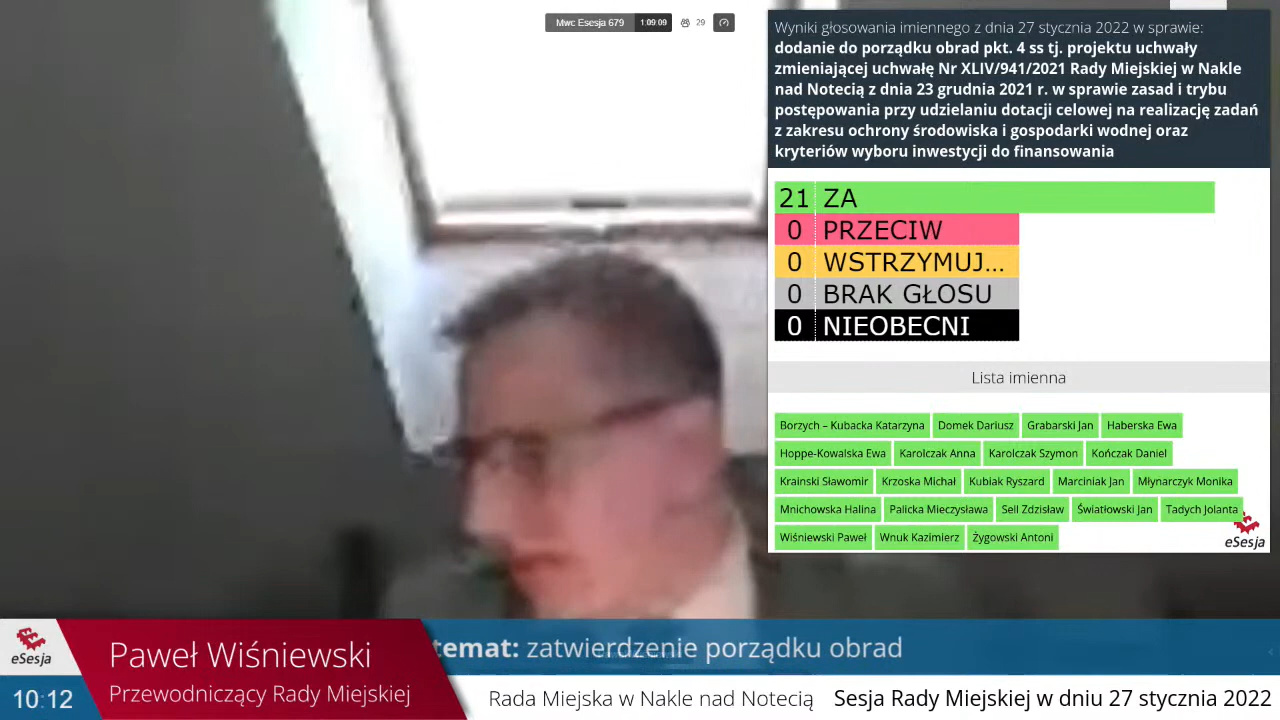 Mwc Esesja 679 1:09:09 29
Wyniki głosowania imiennego z dnia 27 stycznia 2022 w sprawie:
dodanie do porządku obrad pkt. 4 ss tj. projektu uchwały
zmieniającej uchwałę Nr XLIV/941/2021 Rady Miejskiej w Nakle
nad Notecią z dnia 23 grudnia 2021 r. w sprawie zasad i trybu
postępowania przy udzielaniu dotacji celowej na realizację zadań
z zakresu ochrony środowiska i gospodarki wodnej oraz
kryteriów wyboru inwestycji do finansowania
21 ZA
0 PRZECIW
0 WSTRZYMUJ...
0 BRAK GŁOSU
0 NIEOBECNI
Lista imienna
Borzych – Kubacka Katarzyna Domek Dariusz Grabarski Jan Haberska Ewa
Hoppe-Kowalska Ewa Karolczak Anna Karolczak Szymon Kończak Daniel
Krainski Sławomir Krzoska Michał Kubiak Ryszard Marciniak Jan Młynarczyk Monika
Mnichowska Halina Palicka Mieczysława Sell Zdzisław Światłowski Jan Tadych Jolanta
Wiśniewski Paweł Wnuk Kazimierz Żygowski Antoni
eSesja
eSesja
Paweł Wiśniewski
Przewodniczący Rady Miejskiej
temat: zatwierdzenie porządku obrad
10:12
Rada Miejska w Nakle nad Notecią Sesja Rady Miejskiej w dniu 27 stycznia 2022